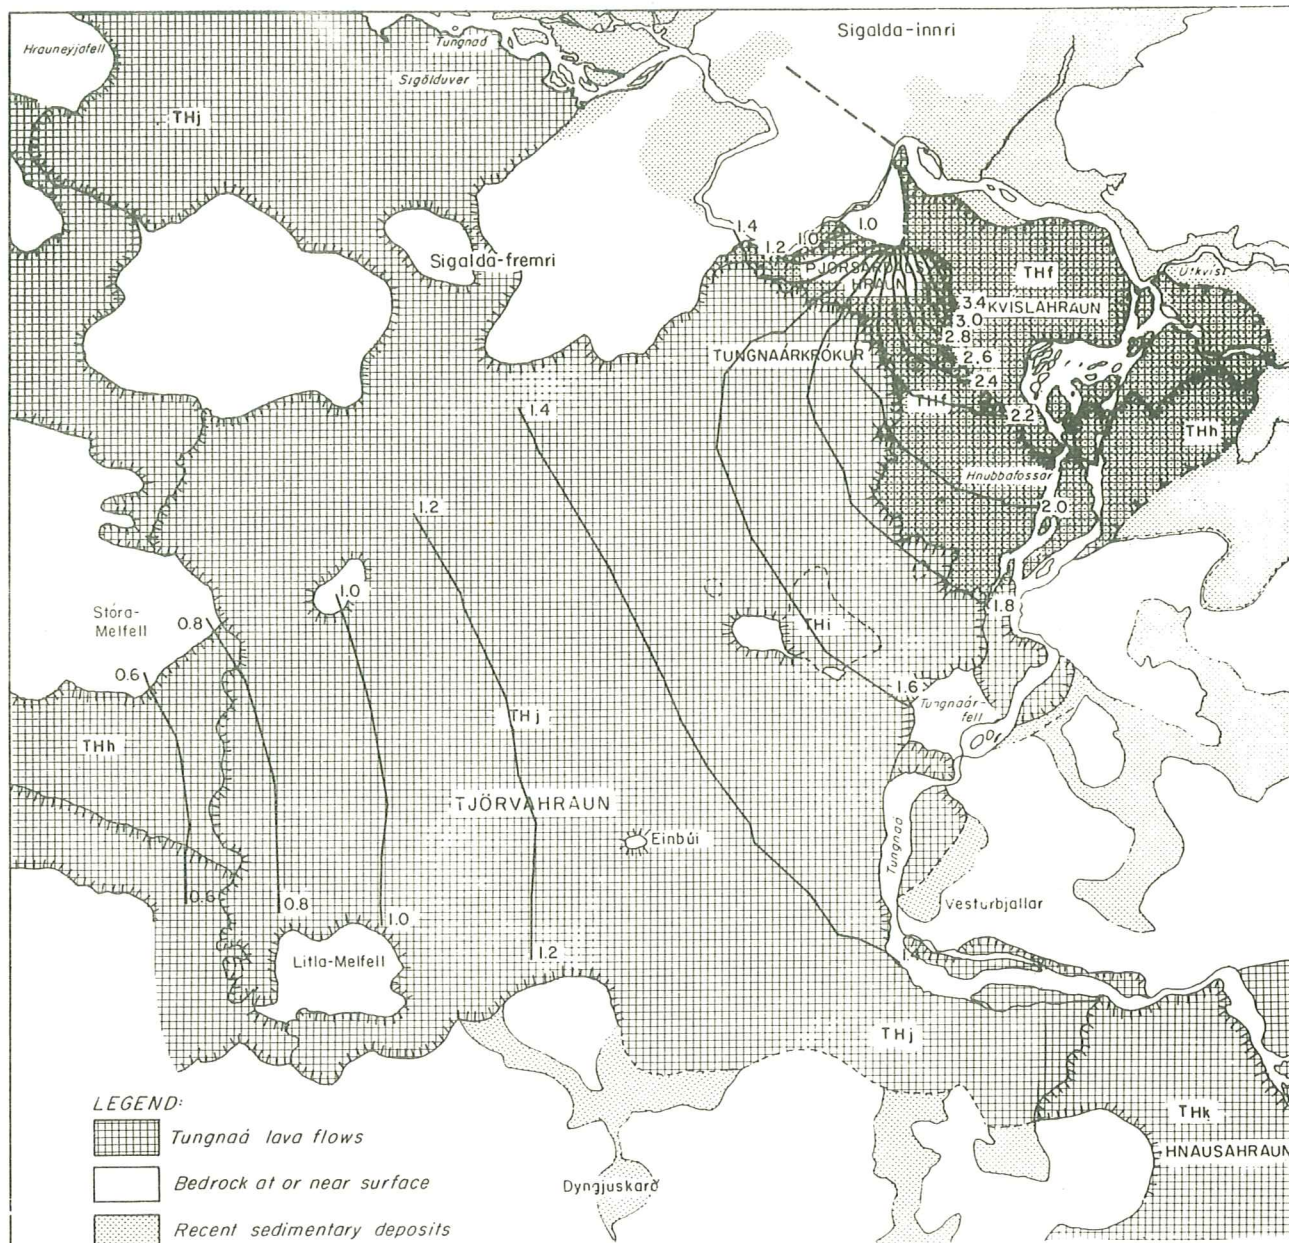 Sigalda-innri
Hrauneyjafell
Tungnaá
Sigölduver
THj
1.4
1.2
1.0
1.0
Sigalda-fremri
ÞJÓRSÁRDALS-
HRAUN
THf
Útkvísl
3.4
KVISLAHRAUN
3.0
2.8
TUNGNAÁRKRÓKUR
2.6
2.4
THf
1.4
2.2
THh
Hnubbafossar
1.2
2.0
1.0
Stóra-
Melfell
0.8
1.8
THi
0.6
1.6
Tungnaár-
fell
THj
THh
TJÖRVAHRAUN
Einbúi
Tungnaá
0.6
0.8
1.0
Vesturbjallar
1.2
1.4
Litla-Melfell
THj
LEGEND:
THk
Tungnaá lava flows
HNAUSAHRAUN
Bedrock at or near surface
Dyngjuskarð
Recent sedimentary deposits